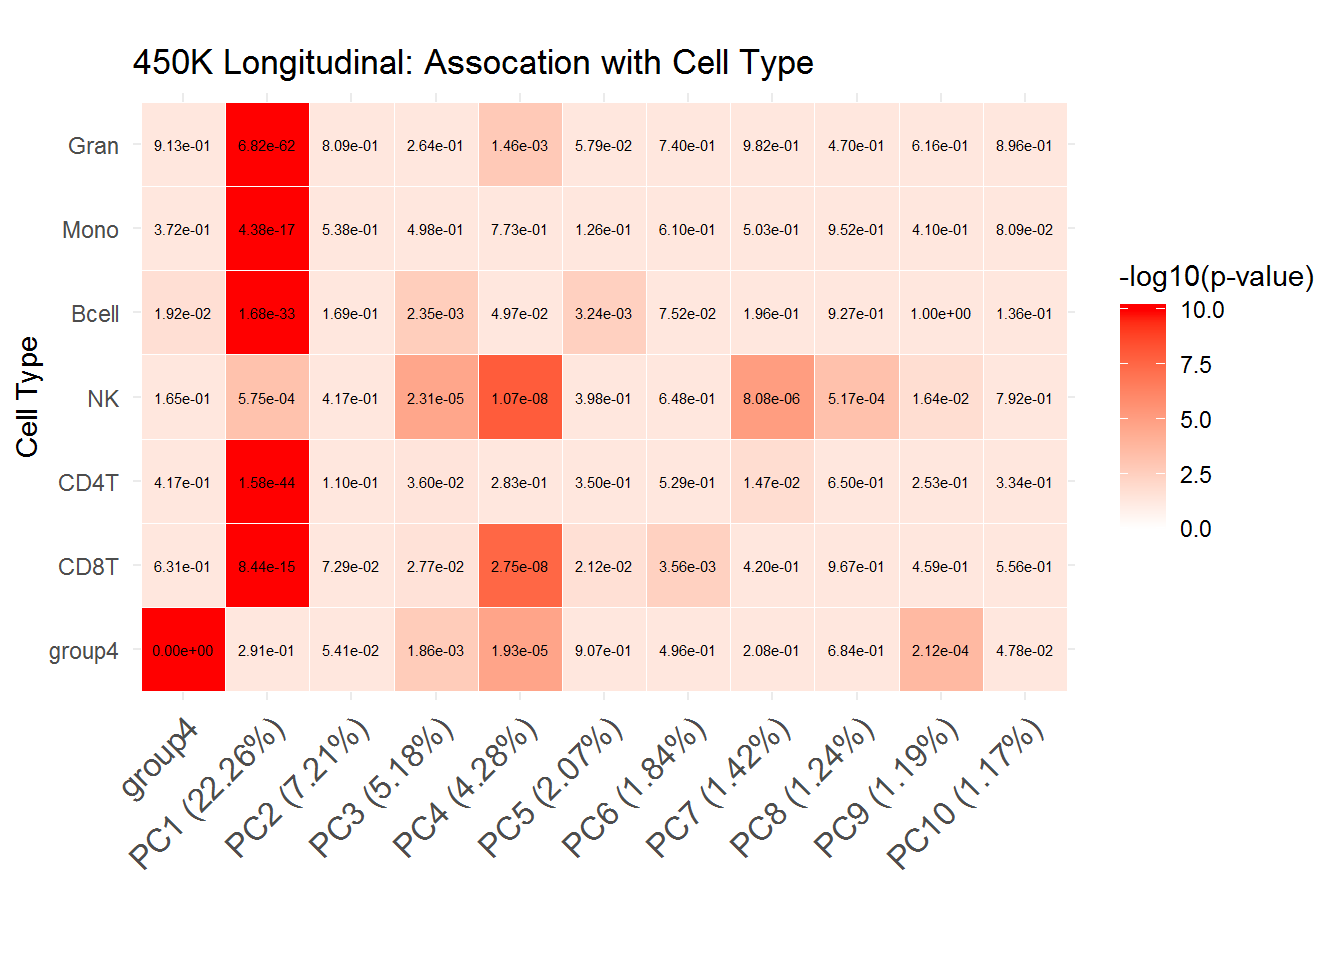 450K Longitudinal: Assocation with Cell Type
Cell Type
Gran 9.13e-01 6.82e-62 8.09e-01 2.64e-01 1.46e-03 5.79e-02 7.40e-01 9.82e-01 4.70e-01 6.16e-01 8.96e-01
Mono 3.72e-01 4.38e-17 5.38e-01 4.98e-01 7.73e-01 1.26e-01 6.10e-01 5.03e-01 9.52e-01 4.10e-01 8.09e-02
Bcell 1.92e-02 1.68e-33 1.69e-01 2.35e-03 4.97e-02 3.24e-03 7.52e-02 1.96e-01 9.27e-01 1.00e+00 1.36e-01
NK 1.65e-01 5.75e-04 4.17e-01 2.31e-05 1.07e-08 3.98e-01 6.48e-01 8.08e-06 5.17e-04 1.64e-02 7.92e-01
CD4T 4.17e-01 1.58e-44 1.10e-01 3.60e-02 2.83e-01 3.50e-01 5.29e-01 1.47e-02 6.50e-01 2.53e-01 3.34e-01
CD8T 6.31e-01 8.44e-15 7.29e-02 2.77e-02 2.75e-08 2.12e-02 3.56e-03 4.20e-01 9.67e-01 4.59e-01 5.56e-01
group4 0.00e+00 2.91e-01 5.41e-02 1.86e-03 1.93e-05 9.07e-01 4.96e-01 2.08e-01 6.84e-01 2.12e-04 4.78e-02
group4
PC1 (22.26%)
PC2 (7.21%)
PC3 (5.18%)
PC4 (4.28%)
PC5 (2.07%)
PC6 (1.84%)
PC7 (1.42%)
PC8 (1.24%)
PC9 (1.19%)
PC10 (1.17%)
-log10(p-value)
10.0
7.5
5.0
2.5
0.0